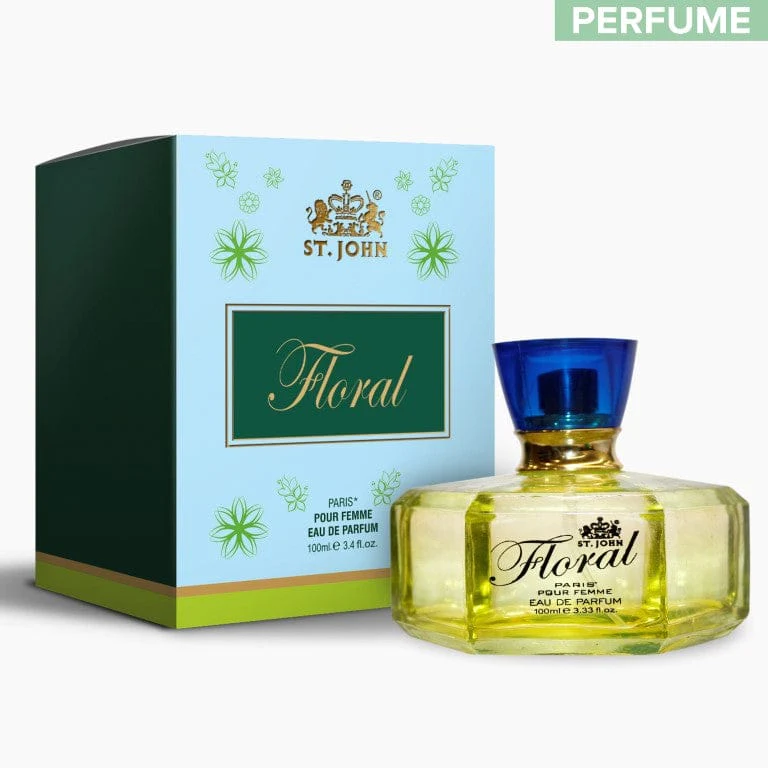 PERFUME
®
ST. JOHN
Floral
PARIS*
POUR FEMME
EAU DE PARFUM
100ml ℮ 3.4 fl.oz.
ST. JOHN
Floral
PARIS*
POUR FEMME
EAU DE PARFUM
100ml ℮ 3.33 fl.oz.